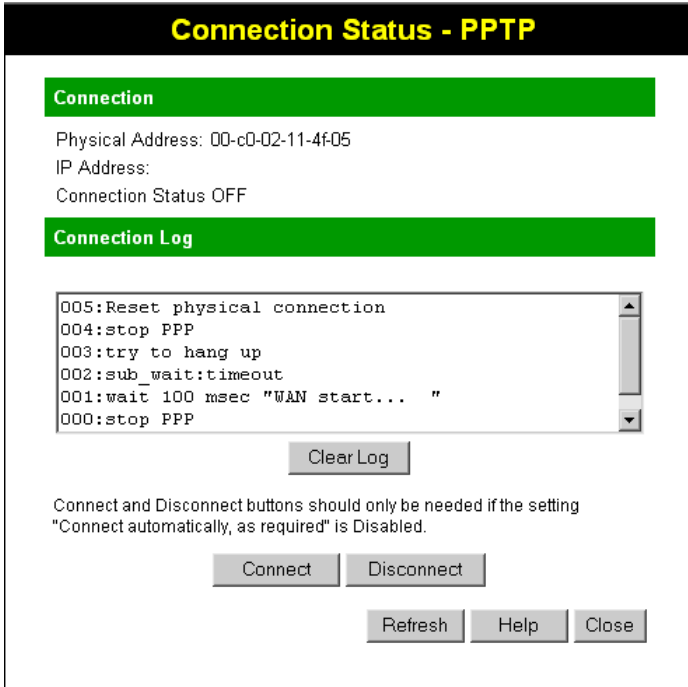 Connection Status - PPTP
Connection
Physical Address: 00-c0-02-11-4f-05
IP Address:
Connection Status OFF
Connection Log
005:Reset physical connection
004:stop PPP
003:try to hang up
002:sub_wait:timeout
001:wait 100 msec "WAN start...  "
000:stop PPP
Clear Log
Connect and Disconnect buttons should only be needed if the setting
"Connect automatically, as required" is Disabled.
Connect Disconnect
Refresh Help Close